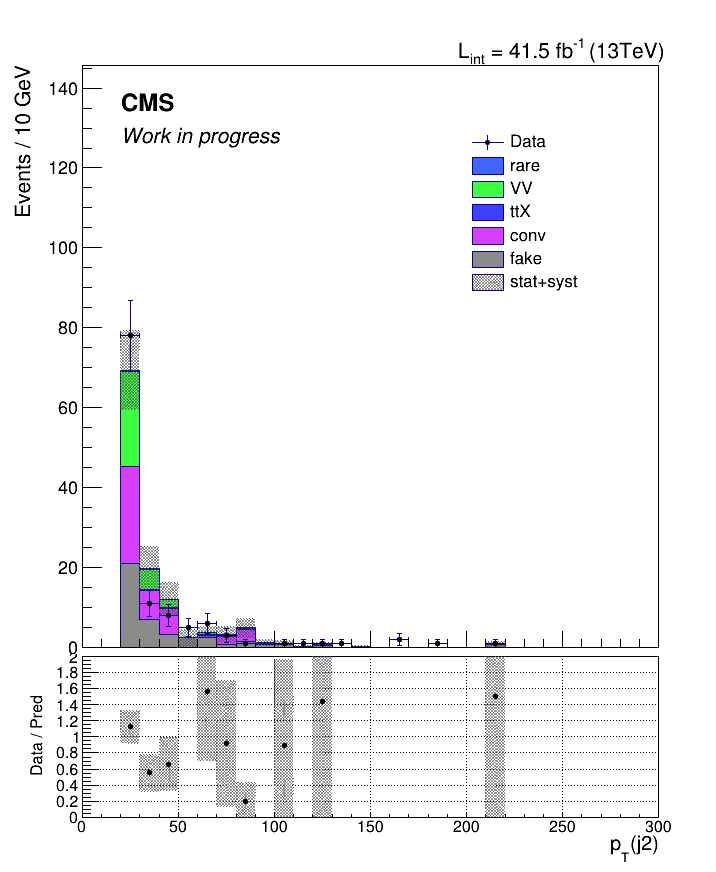 L_int = 41.5 fb^-1 (13TeV)
Events / 10 GeV
140
120
100
80
60
40
20
0
CMS
Work in progress
Data
rare
VV
ttX
conv
fake
stat+syst
Data / Pred
2
1.8
1.6
1.4
1.2
1
0.8
0.6
0.4
0.2
0
0 50 100 150 200 250 300
p_T(j2)